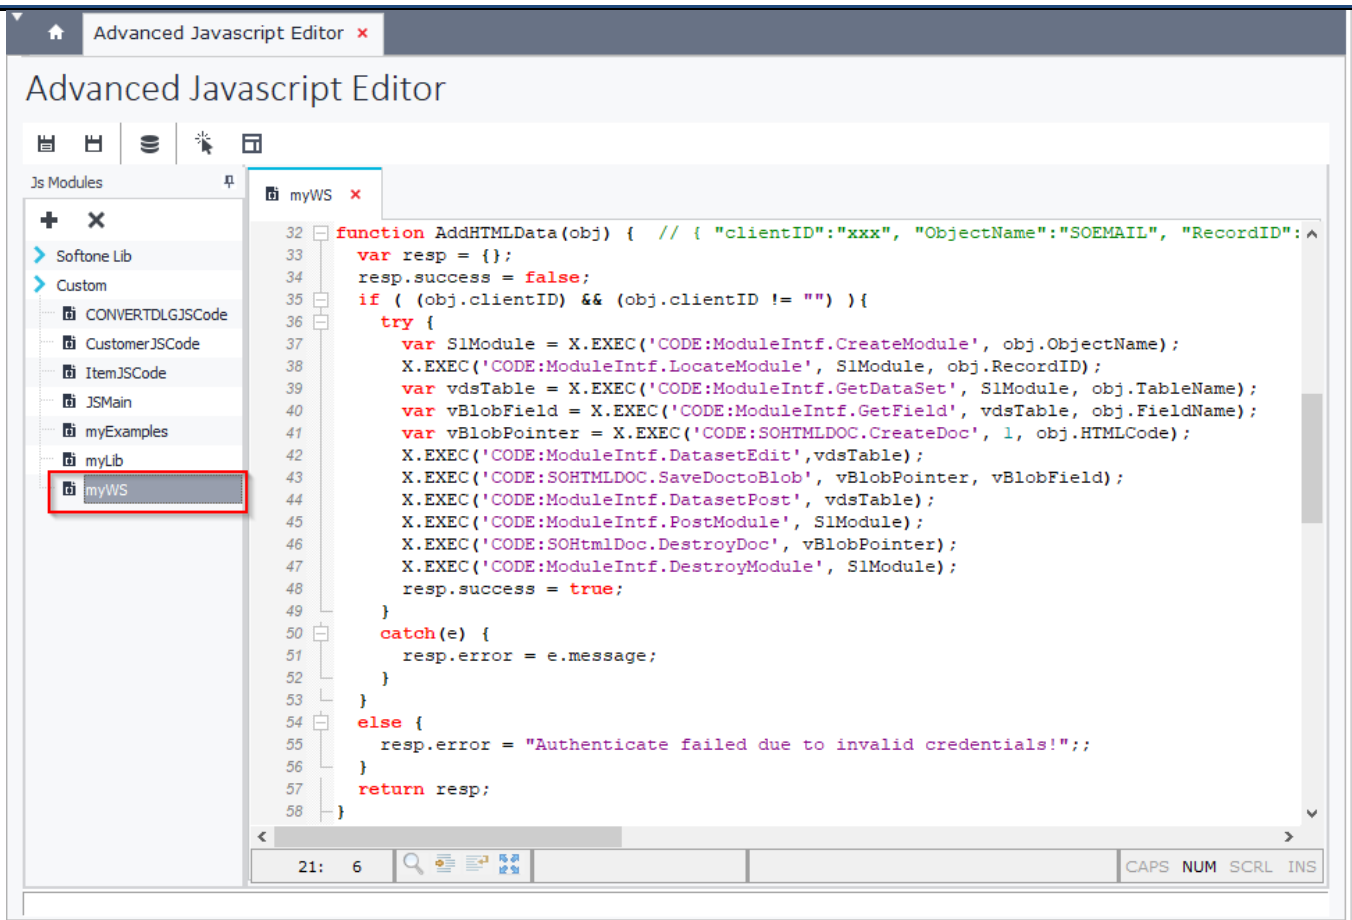 Advanced Javascript Editor ×
Advanced Javascript Editor
Js Modules
Softone Lib
Custom
CONVERTDLGJSCode
CustomerJSCode
ItemJSCode
JSMain
myExamples
myLib
myWS
myWS ×
32 function AddHTMLData(obj) {  // { "clientID":"xxx", "ObjectName":"SOEMAIL", "RecordID":
33   var resp = {};
34   resp.success = false;
35   if ( (obj.clientID) && (obj.clientID != "") ){
36     try {
37       var S1Module = X.EXEC('CODE:ModuleIntf.CreateModule', obj.ObjectName);
38       X.EXEC('CODE:ModuleIntf.LocateModule', S1Module, obj.RecordID);
39       var vdsTable = X.EXEC('CODE:ModuleIntf.GetDataSet', S1Module, obj.TableName);
40       var vBlobField = X.EXEC('CODE:ModuleIntf.GetField', vdsTable, obj.FieldName);
41       var vBlobPointer = X.EXEC('CODE:SOHTMLDOC.CreateDoc', 1, obj.HTMLCode);
42       X.EXEC('CODE:ModuleIntf.DatasetEdit',vdsTable);
43       X.EXEC('CODE:SOHTMLDOC.SaveDoctoBlob', vBlobPointer, vBlobField);
44       X.EXEC('CODE:ModuleIntf.DatasetPost', vdsTable);
45       X.EXEC('CODE:ModuleIntf.PostModule', S1Module);
46       X.EXEC('CODE:SOHtmlDoc.DestroyDoc', vBlobPointer);
47       X.EXEC('CODE:ModuleIntf.DestroyModule', S1Module);
48       resp.success = true;
49     }
50     catch(e) {
51       resp.error = e.message;
52     }
53   }
54   else {
55     resp.error = "Authenticate failed due to invalid credentials!";;
56   }
57   return resp;
58 }
21: 6 CAPS NUM SCRL INS